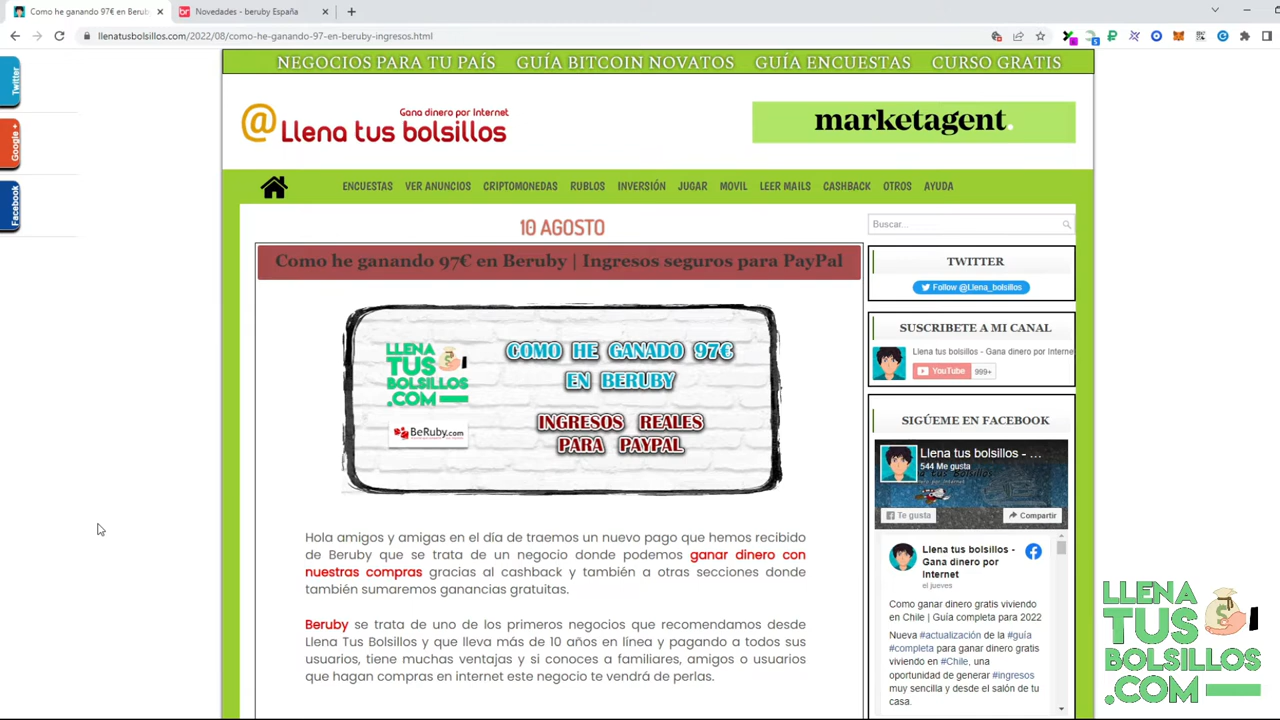 Como he ganando 97€ en Beruby
Novedades - beruby España
llenatusbolsillos.com/2022/08/como-he-ganando-97-en-beruby-ingresos.html
Twitter
Google +
Facebook
NEGOCIOS PARA TU PAÍS GUÍA BITCOIN NOVATOS GUÍA ENCUESTAS CURSO GRATIS
Gana dinero por Internet
@ Llena tus bolsillos
marketagent.
ENCUESTAS VER ANUNCIOS CRIPTOMONEDAS RUBLOS INVERSIÓN JUGAR MOVIL LEER MAILS CASHBACK OTROS AYUDA
10 AGOSTO
Como he ganando 97€ en Beruby | Ingresos seguros para PayPal
LLENA
TUS
BOLSILLOS
.COM
BeRuby.com
COMO HE GANADO 97€
EN BERUBY
INGRESOS REALES
PARA PAYPAL
Hola amigos y amigas en el día de traemos un nuevo pago que hemos recibido
de Beruby que se trata de un negocio donde podemos ganar dinero con
nuestras compras gracias al cashback y también a otras secciones donde
también sumaremos ganancias gratuitas.
Beruby se trata de uno de los primeros negocios que recomendamos desde
Llena Tus Bolsillos y que lleva más de 10 años en línea y pagando a todos sus
usuarios, tiene muchas ventajas y si conoces a familiares, amigos o usuarios
que hagan compras en internet este negocio te vendrá de perlas.
Buscar...
TWITTER
Follow @Llena_bolsillos
SUSCRIBETE A MI CANAL
Llena tus bolsillos - Gana dinero por Interne
YouTube 999+
SIGÚEME EN FACEBOOK
Llena tus bolsillos - ...
544 Me gusta
Te gusta
Compartir
Llena tus bolsillos -
Gana dinero por
Internet
el jueves
Como ganar dinero gratis viviendo
en Chile | Guía completa para 2022
Nueva #actualización de la #guía
#completa para ganar dinero gratis
viviendo en #Chile, una
oportunidad de generar #ingresos
muy sencilla y desde el salón de tu
casa.
LLENA
TUS
BOLSILLOS
.COM